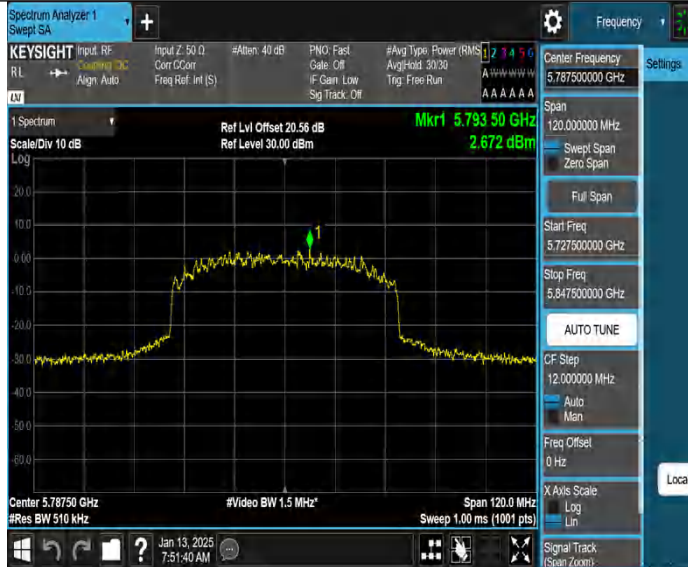 Spectrum Analyzer 1
Swept SA
+
Frequency
KEYSIGHT
RL
Input: RF
Coupling: DC
Align: Auto
Input Z: 50 Ω
Corr CCorr
Freq Ref: Int (S)
#Atten: 40 dB
PNO: Fast
Gate: Off
IF Gain: Low
Sig Track: Off
#Avg Type: Power (RMS
Avg|Hold: 30/30
Trig: Free Run
1 2 3 4 5 6
A W W W W W
A A A A A A
LXI
1 Spectrum
Scale/Div 10 dB
Ref Lvl Offset 20.56 dB
Ref Level 30.00 dBm
Mkr1 5.793 50 GHz
2.672 dBm
Log
20.0
10.0
0.00
-10.0
-20.0
-30.0
-40.0
-50.0
-60.0
1
Center 5.78750 GHz
#Res BW 510 kHz
#Video BW 1.5 MHz*
Span 120.0 MHz
Sweep 1.00 ms (1001 pts)
?
Jan 13, 2025
7:51:40 AM
Center Frequency
5.787500000 GHz
Settings
Span
120.000000 MHz
Swept Span
Zero Span
Full Span
Start Freq
5.727500000 GHz
Stop Freq
5.847500000 GHz
AUTO TUNE
CF Step
12.000000 MHz
Auto
Man
Freq Offset
0 Hz
X Axis Scale
Log
Lin
Loca
Signal Track
(Span Zoom)